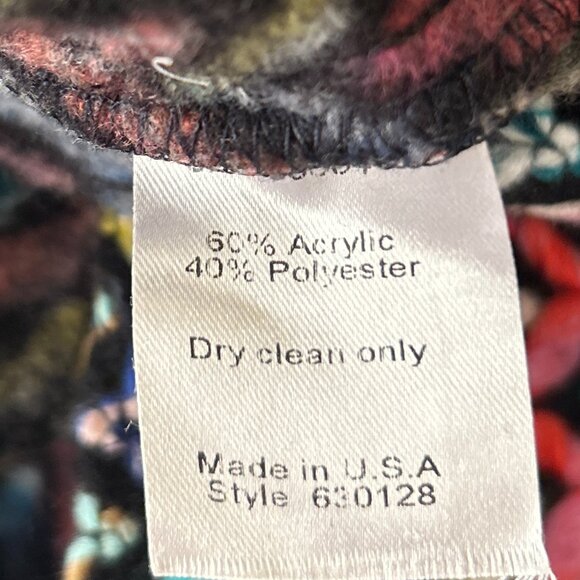 60% Acrylic
40% Polyester
Dry clean only
Made in U.S.A
Style 630128